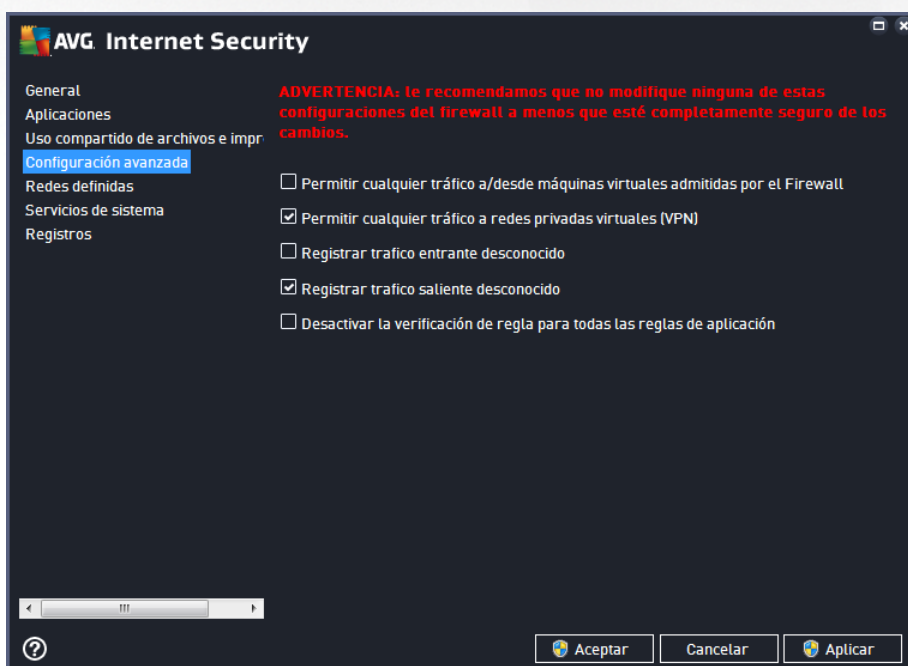 AVG. Internet Security
General
Aplicaciones
Uso compartido de archivos e impr
Configuración avanzada
Redes definidas
Servicios de sistema
Registros
ADVERTENCIA: le recomendamos que no modifique ninguna de estas
configuraciones del firewall a menos que esté completamente seguro de los
cambios.
Permitir cualquier tráfico a/desde máquinas virtuales admitidas por el Firewall
Permitir cualquier tráfico a redes privadas virtuales (VPN)
Registrar trafico entrante desconocido
Registrar trafico saliente desconocido
Desactivar la verificación de regla para todas las reglas de aplicación
Aceptar
Cancelar
Aplicar